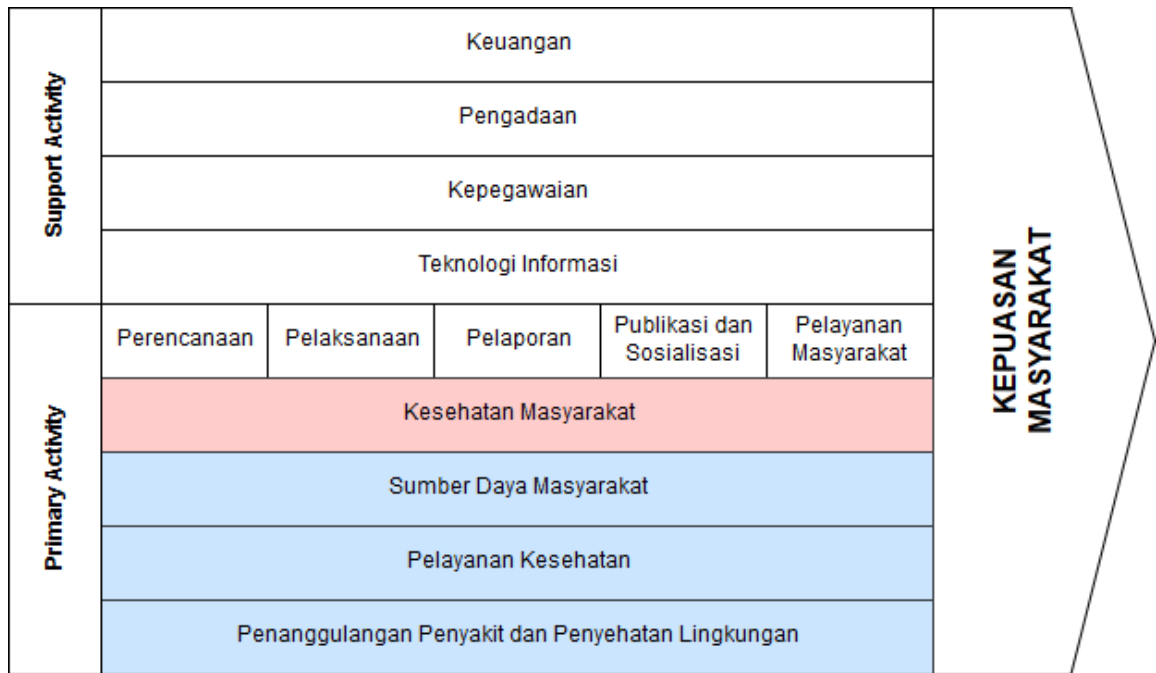 Support Activity
Keuangan
Pengadaan
Kepegawaian
Teknologi Informasi
Primary Activity
Perencanaan
Pelaksanaan
Pelaporan
Publikasi dan
Sosialisasi
Pelayanan
Masyarakat
Kesehatan Masyarakat
Sumber Daya Masyarakat
Pelayanan Kesehatan
Penanggulangan Penyakit dan Penyehatan Lingkungan
KEPUASAN
MASYARAKAT